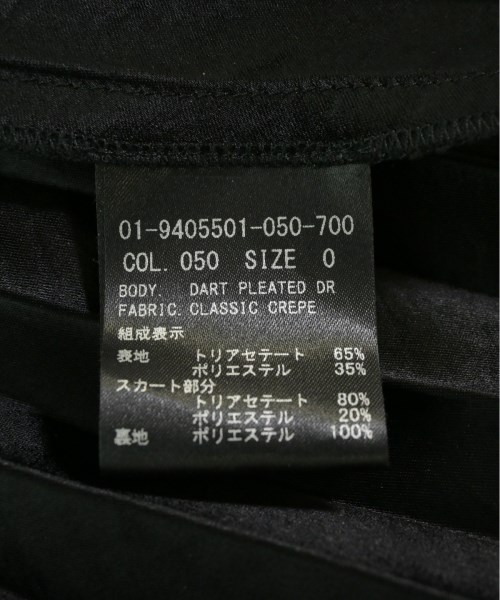 01-9405501-050-700
COL. 050 SIZE 0
BODY. DART PLEATED DR
FABRIC. CLASSIC CREPE
組成表示
表地 トリアセテート 65%
ポリエステル 35%
スカート部分
トリアセテート 80%
ポリエステル 20%
裏地 ポリエステル 100%